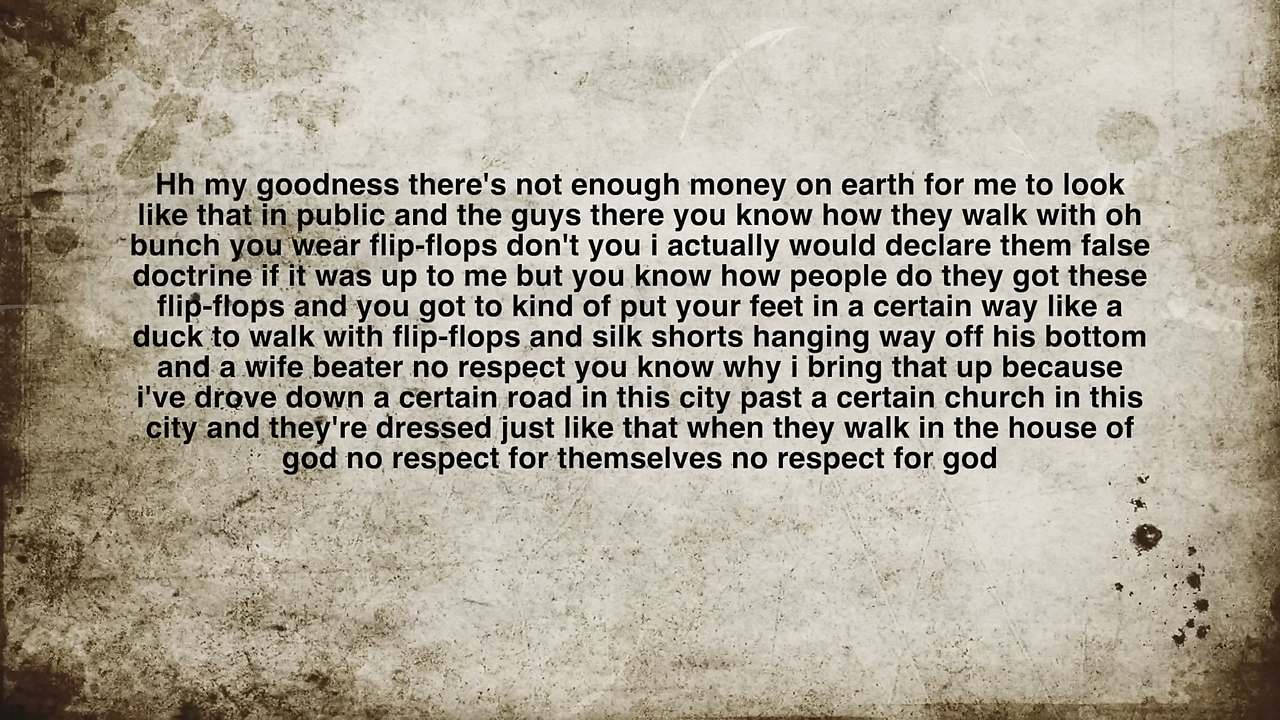 Hh my goodness there's not enough money on earth for me to look
like that in public and the guys there you know how they walk with oh
bunch you wear flip-flops don't you i actually would declare them false
doctrine if it was up to me but you know how people do they got these
flip-flops and you got to kind of put your feet in a certain way like a
duck to walk with flip-flops and silk shorts hanging way off his bottom
and a wife beater no respect you know why i bring that up because
i've drove down a certain road in this city past a certain church in this
city and they're dressed just like that when they walk in the house of
god no respect for themselves no respect for god